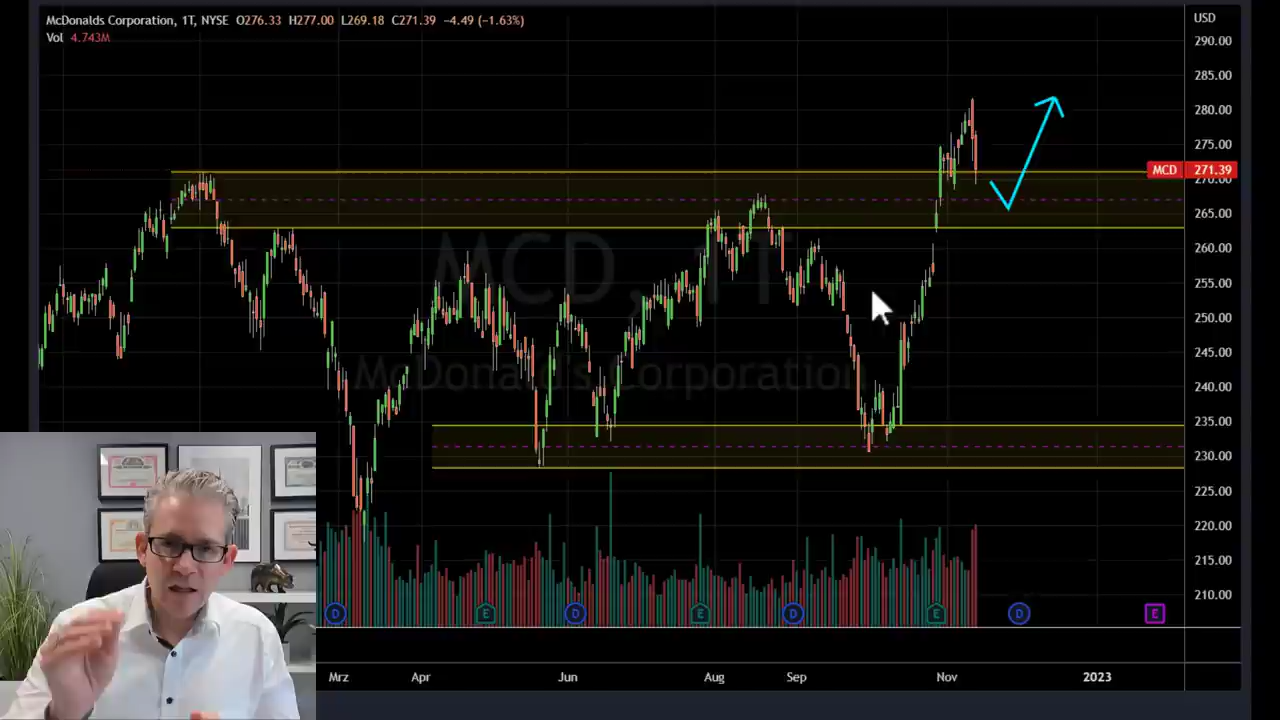 McDonalds Corporation, 1T, NYSE O276.33 H277.00 L269.18 C271.39 −4.49 (−1.63%)
Vol 4.743M
USD
290.00
285.00
280.00
275.00
MCD 271.39
270.00
265.00
260.00
255.00
250.00
245.00
240.00
235.00
230.00
225.00
220.00
215.00
210.00
MCD, 1T
McDonald's Corporation
D E D E D E D E
Mrz Apr Jun Aug Sep Nov 2023